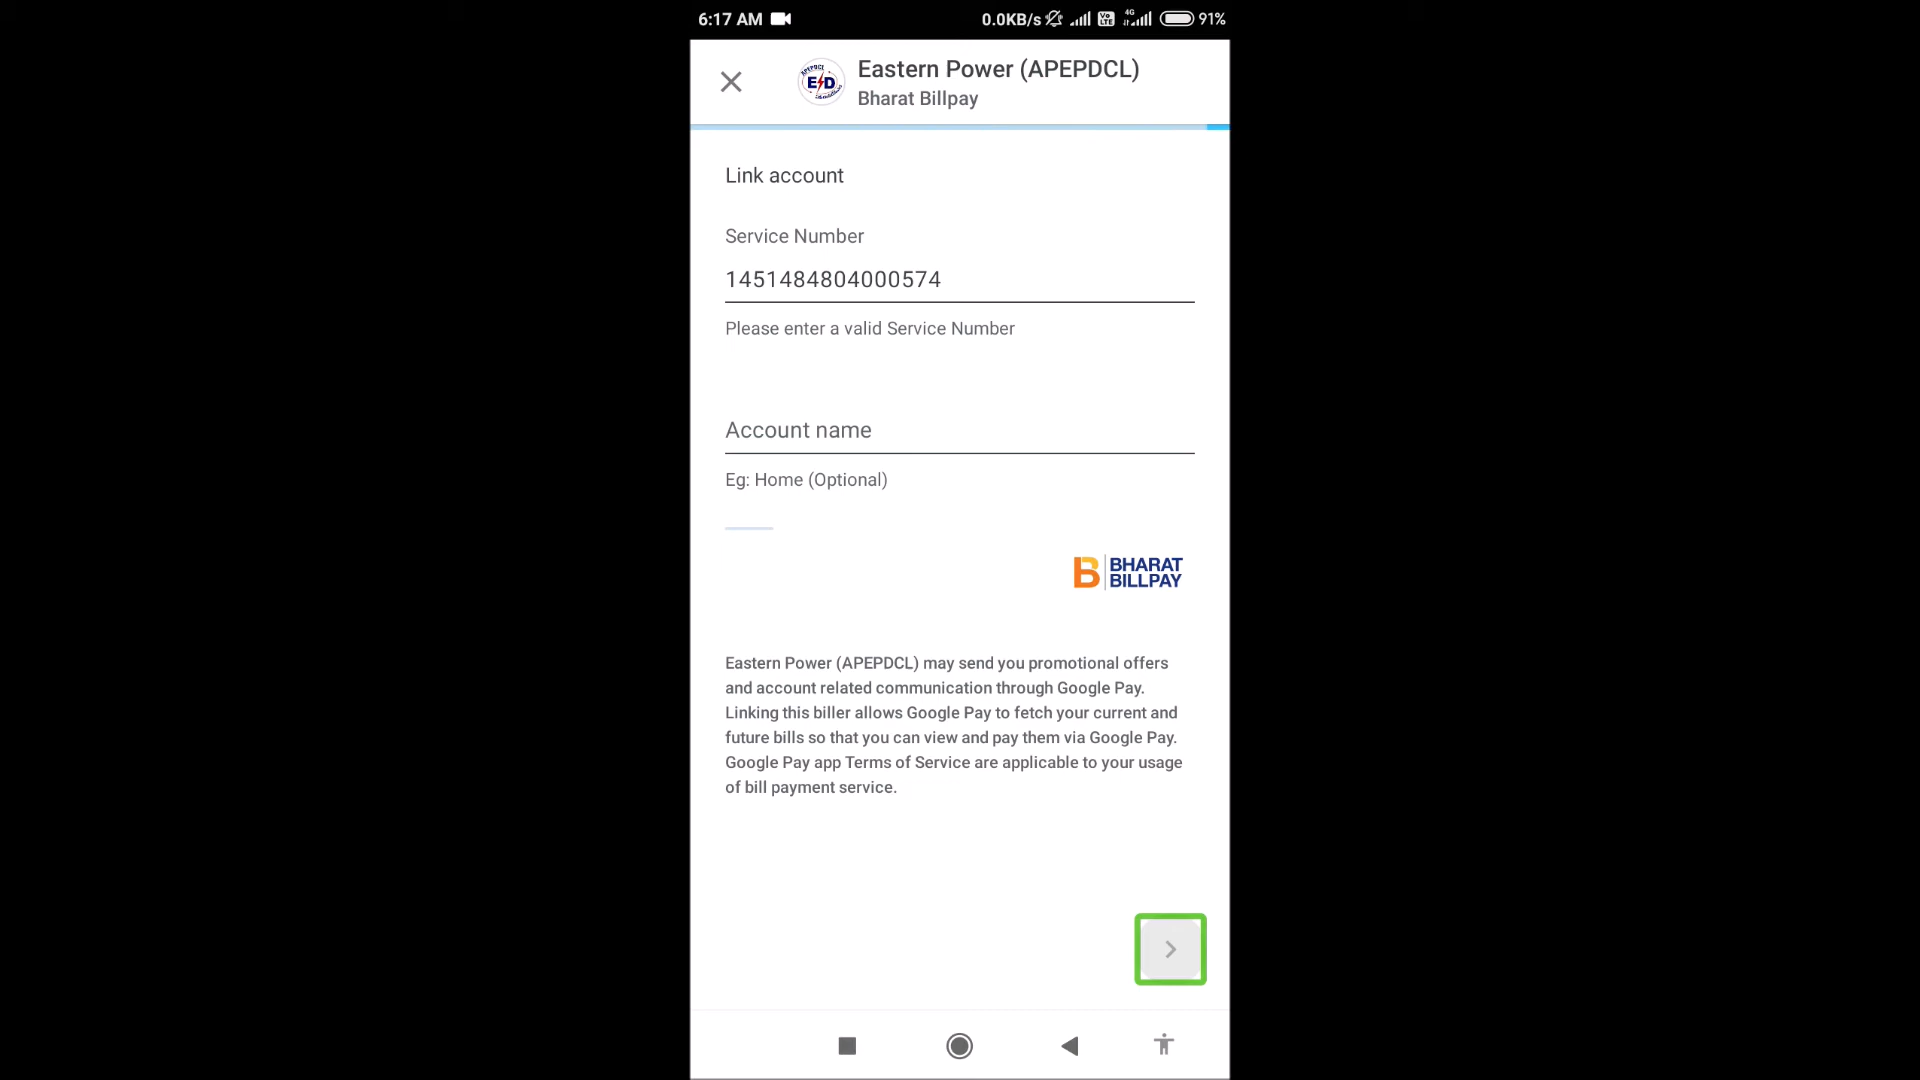 6:17 AM 0.0KB/s Vo LTE 4G 91%
Eastern Power (APEPDCL)
Bharat Billpay
Link account
Service Number
1451484804000574
Please enter a valid Service Number
Account name
Eg: Home (Optional)
B BHARAT
BILLPAY
Eastern Power (APEPDCL) may send you promotional offers
and account related communication through Google Pay.
Linking this biller allows Google Pay to fetch your current and
future bills so that you can view and pay them via Google Pay.
Google Pay app Terms of Service are applicable to your usage
of bill payment service.